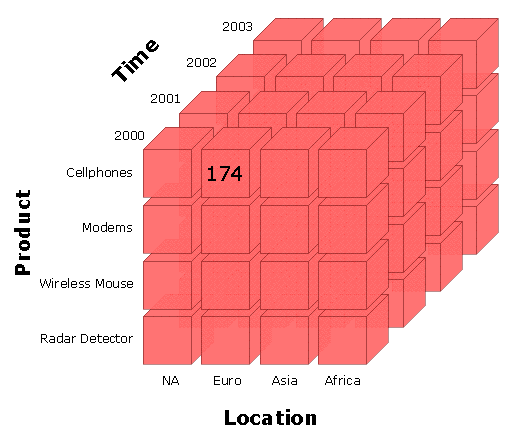 2003
Time
2002
2001
2000
Cellphones
174
Product
Modems
Wireless Mouse
Radar Detector
NA
Euro
Asia
Africa
Location